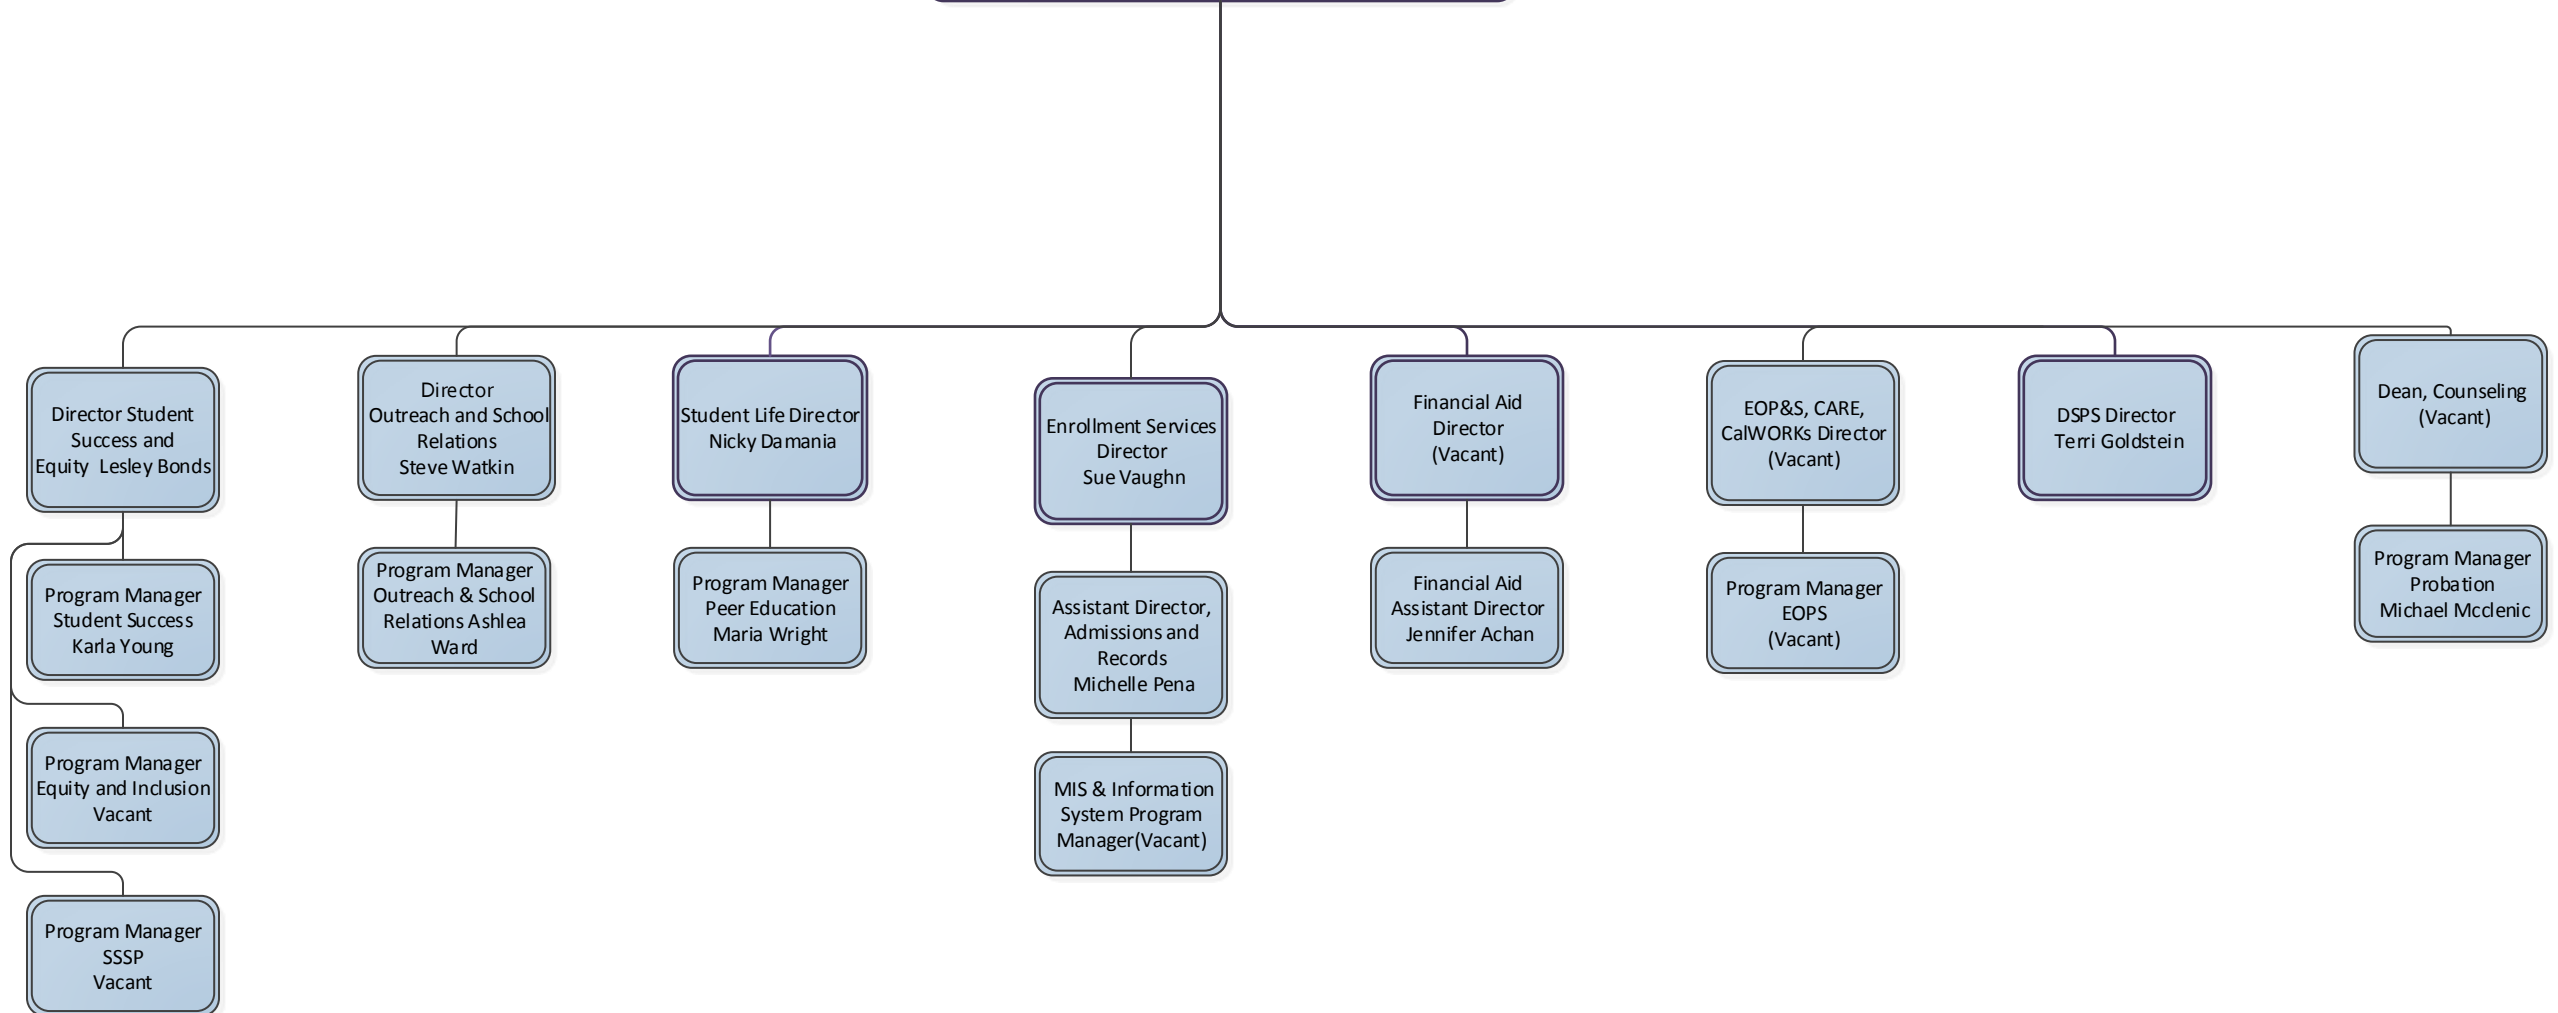 Director Student
Success and
Equity  Lesley Bonds
Director
Outreach and School
Relations
Steve Watkin
Student Life Director
Nicky Damania
Enrollment Services
Director
Sue Vaughn
Financial Aid
Director
(Vacant)
EOP&S, CARE,
CalWORKs Director
(Vacant)
DSPS Director
Terri Goldstein
Dean, Counseling
(Vacant)
Program Manager
Student Success
Karla Young
Program Manager
Outreach & School
Relations Ashlea
Ward
Program Manager
Peer Education
Maria Wright
Assistant Director,
Admissions and
Records
Michelle Pena
Financial Aid
Assistant Director
Jennifer Achan
Program Manager
EOPS
(Vacant)
Program Manager
Probation
Michael Mcclenic
Program Manager
Equity and Inclusion
Vacant
MIS & Information
System Program
Manager(Vacant)
Program Manager
SSSP
Vacant